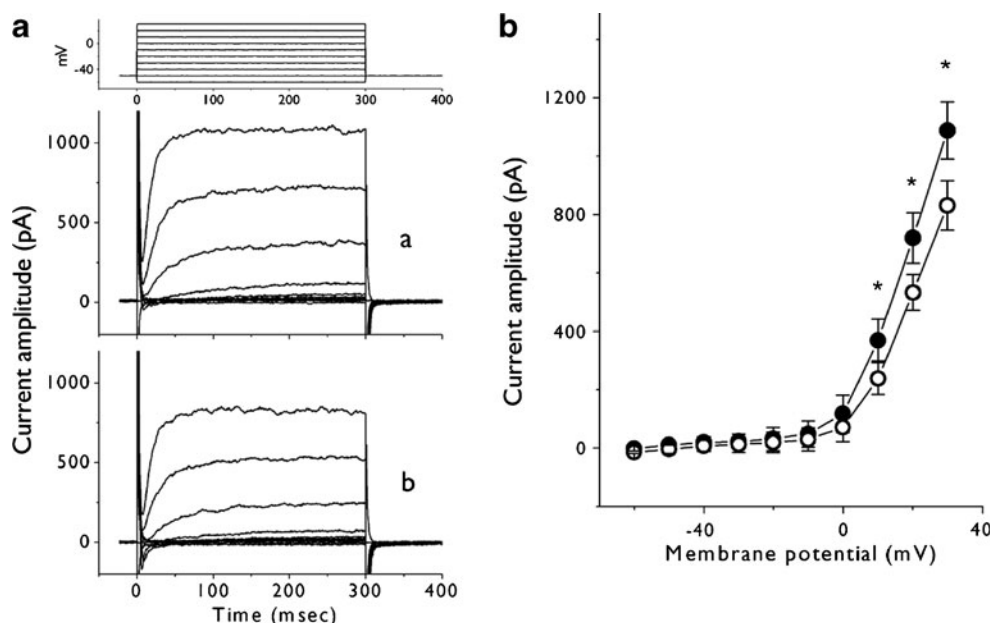 a
mV
0
-40
0
100
200
300
400
Current amplitude (pA)
1000
500
0
a
1000
500
0
b
0
100
200
300
400
Time (msec)
b
Current amplitude (pA)
1200
800
400
0
* * * 
-40
0
40
Membrane potential (mV)